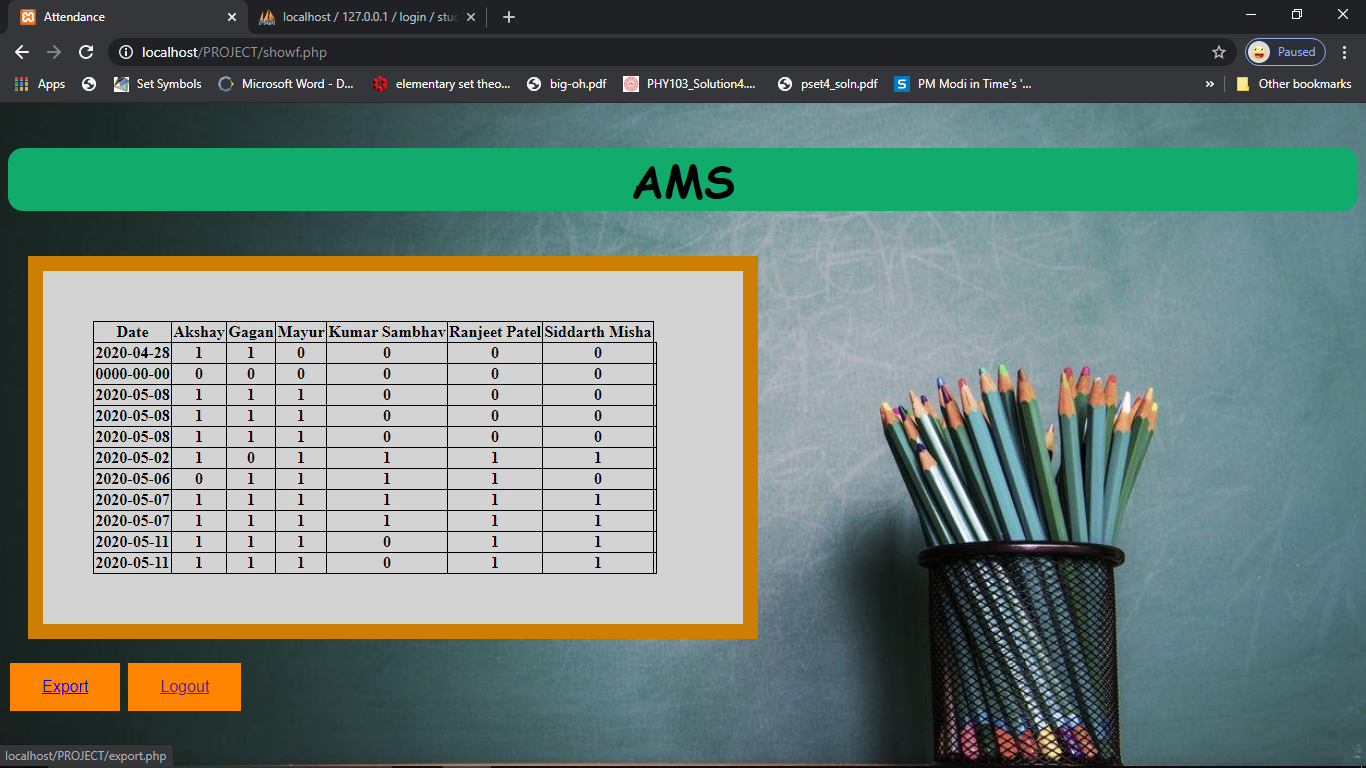 Attendance
localhost / 127.0.0.1 / login / stud
localhost/PROJECT/showf.php
Paused
Apps
Set Symbols
Microsoft Word - D...
elementary set theo...
big-oh.pdf
PHY103_Solution4....
pset4_soln.pdf
S PM Modi in Time's '...
»
Other bookmarks
AMS
Date Akshay Gagan Mayur Kumar Sambhav Ranjeet Patel Siddarth Misha
2020-04-28 1 1 0 0 0 0
0000-00-00 0 0 0 0 0 0
2020-05-08 1 1 1 0 0 0
2020-05-08 1 1 1 0 0 0
2020-05-08 1 1 1 0 0 0
2020-05-02 1 0 1 1 1 1
2020-05-06 0 1 1 1 1 0
2020-05-07 1 1 1 1 1 1
2020-05-07 1 1 1 1 1 1
2020-05-11 1 1 1 0 1 1
2020-05-11 1 1 1 0 1 1
Export
Logout
localhost/PROJECT/export.php